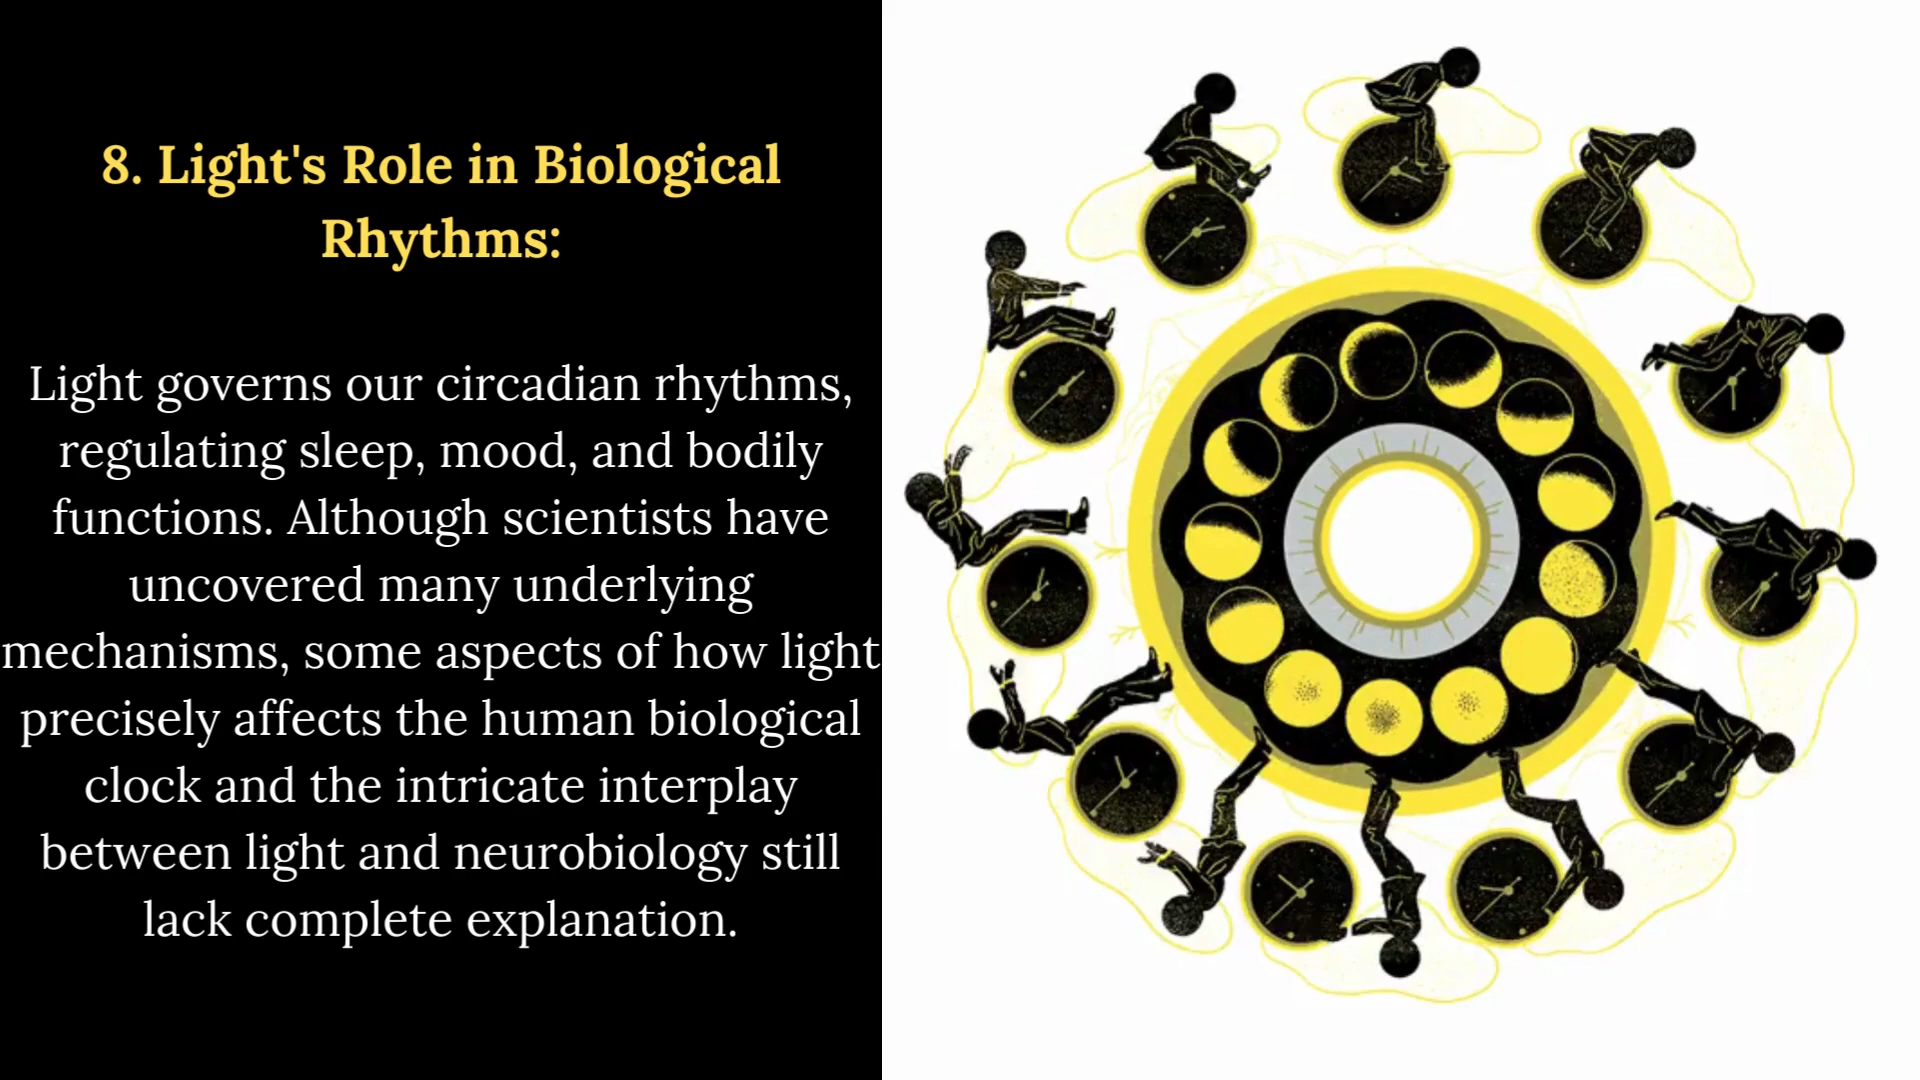 8. Light's Role in Biological
Rhythms:
Light governs our circadian rhythms,
regulating sleep, mood, and bodily
functions. Although scientists have
uncovered many underlying
mechanisms, some aspects of how light
precisely affects the human biological
clock and the intricate interplay
between light and neurobiology still
lack complete explanation.